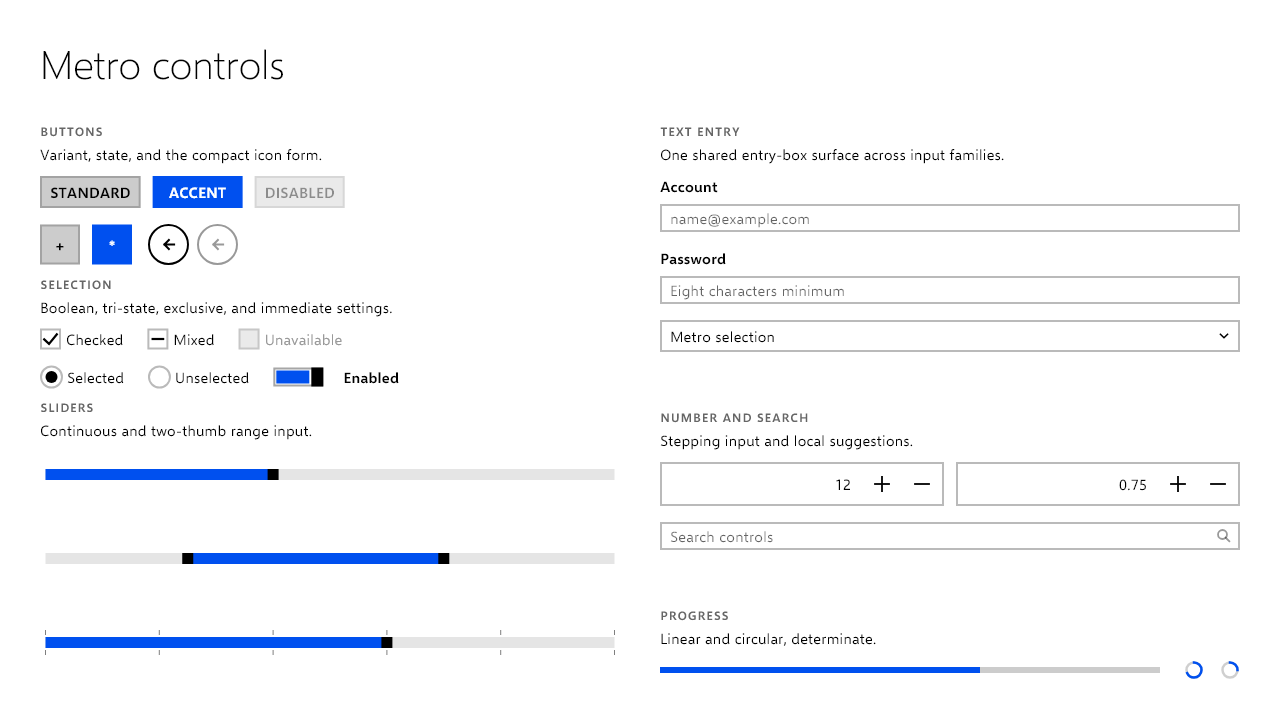 Metro controls
BUTTONS
Variant, state, and the compact icon form.
STANDARD
ACCENT
DISABLED
+
*
SELECTION
Boolean, tri-state, exclusive, and immediate settings.
Checked
Mixed
Unavailable
Selected
Unselected
Enabled
SLIDERS
Continuous and two-thumb range input.
TEXT ENTRY
One shared entry-box surface across input families.
Account
name@example.com
Password
Eight characters minimum
Metro selection
NUMBER AND SEARCH
Stepping input and local suggestions.
12
0.75
Search controls
PROGRESS
Linear and circular, determinate.